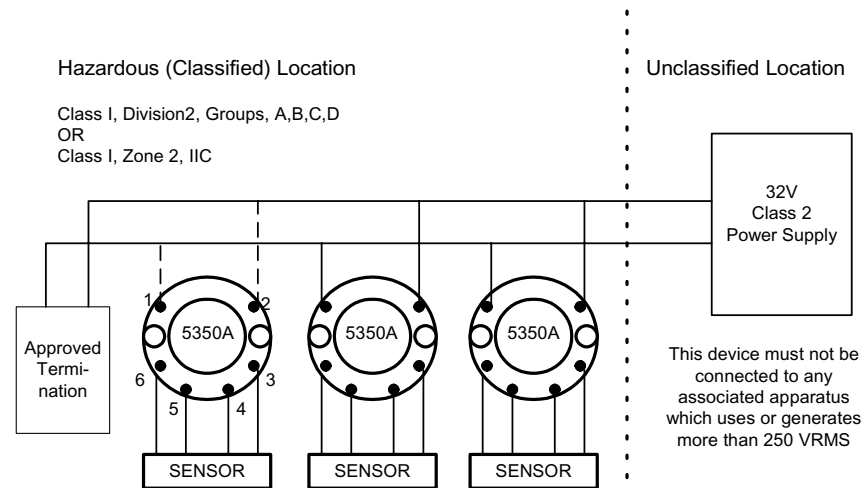 Hazardous (Classified) Location
Unclassified Location
Class I, Division2, Groups, A,B,C,D
OR
Class I, Zone 2, IIC
32V
Class 2
Power Supply
1
2
5350A
5350A
5350A
Approved
Termi-
nation
6
3
5
4
SENSOR
SENSOR
SENSOR
This device must not be
connected to any
associated apparatus
which uses or generates
more than 250 VRMS